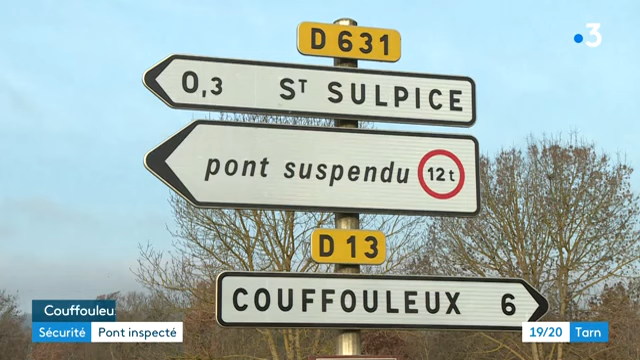 3
D 631
0,3 ST SULPICE
pont suspendu 12 t
D 13
COUFFOULEUX 6
Couffouleu
Sécurité Pont inspecté
19/20 Tarn